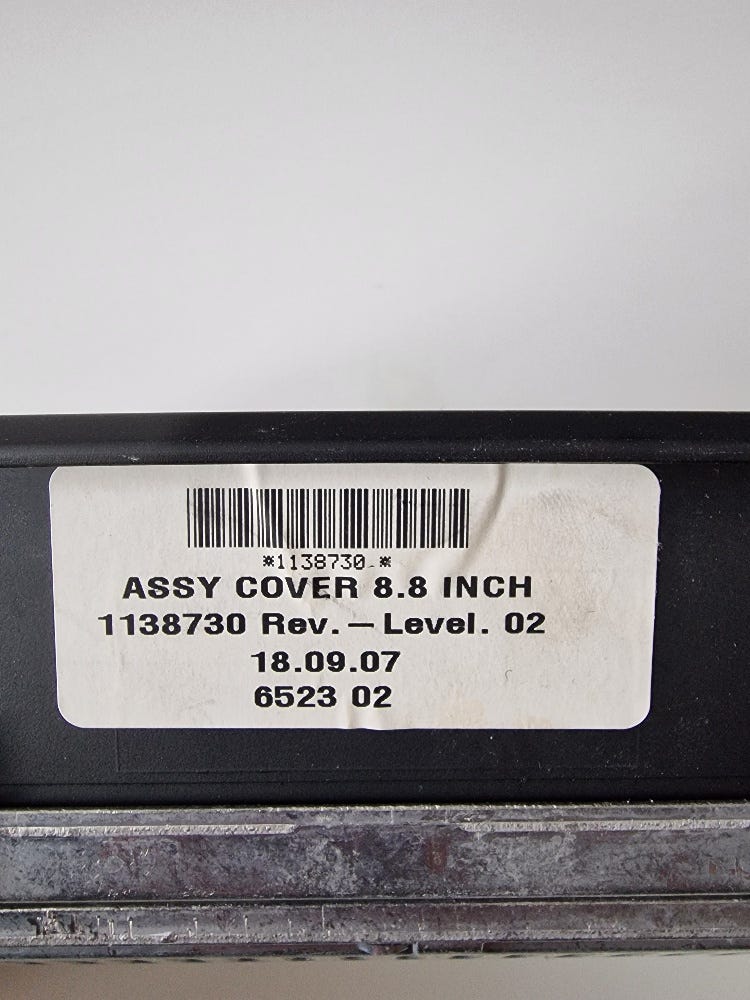 *1138730-*
ASSY COVER 8.8 INCH
1138730 Rev. – Level. 02
18.09.07
6523 02